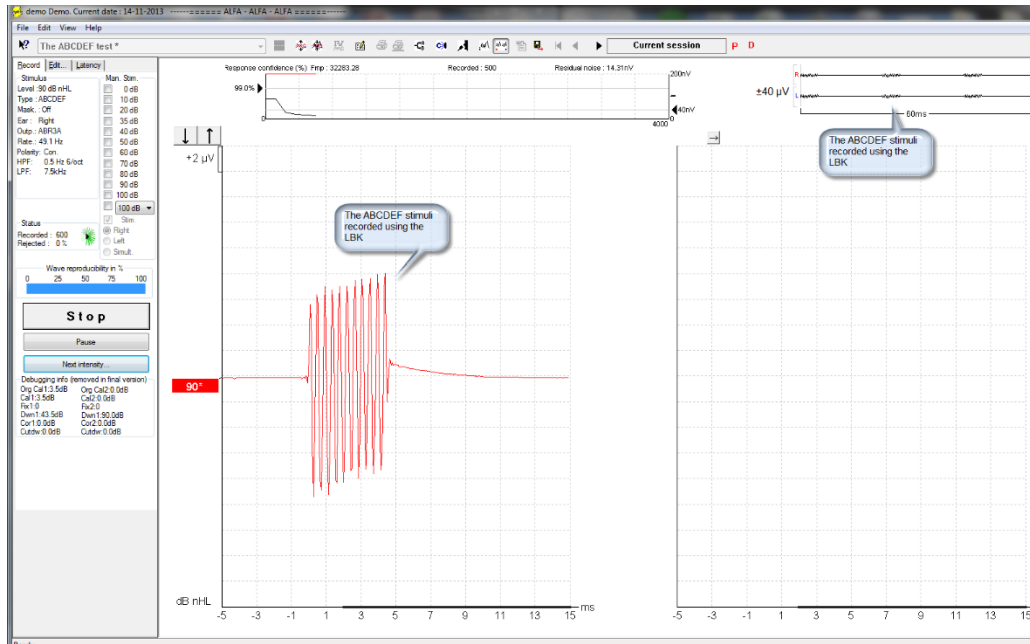 demo Demo. Current date : 14-11-2013 ------====== ALFA - ALFA - ALFA ======------
File Edit View Help
The ABCDEF test *
Current session
P D
Record Edit... Latency
Stimulus
Level :90 dB nHL
Type : ABCDEF
Mask. : Off
Ear : Right
Outp.: ABR3A
Rate.: 49.1 Hz
Polarity: Con.
HPF: 0.5 Hz 6/oct
LPF: 7.5kHz
Man. Stim.
0 dB
10 dB
20 dB
35 dB
40 dB
50 dB
60 dB
70 dB
80 dB
90 dB
100 dB
100 dB
Stim.
Right
Left
Simult.
Status
Recorded : 600
Rejected : 0 %
Wave reproducibility in %
0 25 50 75 100
Stop
Pause
Next intensity...
Debugging info (removed in final version)
Org Cal1:3.5dB Org Cal2:0.0dB
Cal1:3.5dB Cal2:0.0dB
Fix1:0 Fix2:0
Dwn1:43.5dB Dwn1:90.0dB
Cor1:0.0dB Cor2:0.0dB
Cutdw:0.0dB Cutdw:0.0dB
Response confidence (%) Fmp : 32283.28 Recorded : 500 Residual noise : 14.31nV
99.0%
200nV
40nV
0
0
4000
±2 µV
The ABCDEF stimuli
recorded using the
LBK
90*
dB nHL
-5 -3 -1 1 3 5 7 9 11 13 15 ms
R
L
±40 µV
60ms
The ABCDEF stimuli
recorded using the
LBK
-5 -3 -1 1 3 5 7 9 11 13 15